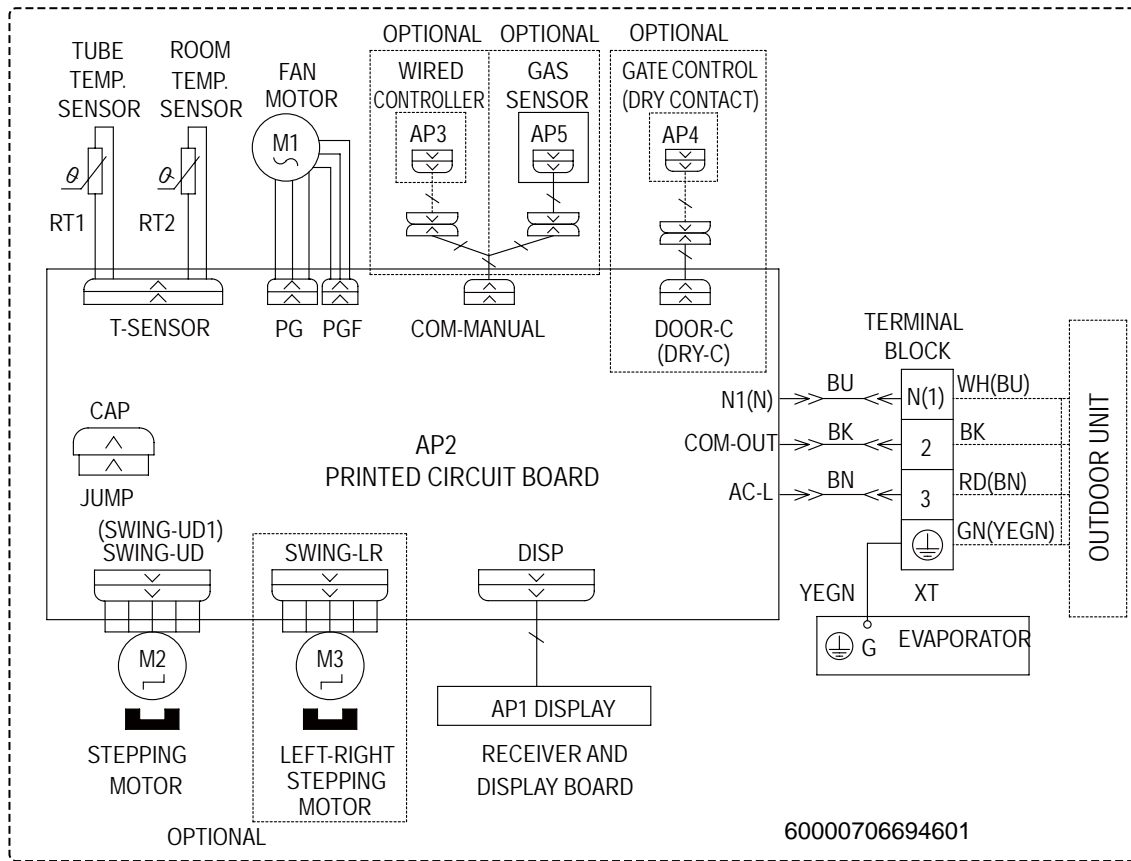 OPTIONAL
OPTIONAL
OPTIONAL
TUBE
TEMP.
SENSOR
ROOM
TEMP.
SENSOR
FAN
MOTOR
WIRED
CONTROLLER
GAS
SENSOR
GATE CONTROL
(DRY CONTACT)
M1
AP3
AP5
AP4
RT1
RT2
T-SENSOR
PG
PGF
COM-MANUAL
DOOR-C
(DRY-C)
TERMINAL
BLOCK
N1(N)
BU
N(1)
WH(BU)
COM-OUT
BK
2
BK
AC-L
BN
3
RD(BN)
GN(YEGN)
OUTDOOR UNIT
CAP
JUMP
AP2
PRINTED CIRCUIT BOARD
(SWING-UD1)
SWING-UD
SWING-LR
DISP
YEGN
XT
G
EVAPORATOR
M2
M3
AP1 DISPLAY
STEPPING
MOTOR
LEFT-RIGHT
STEPPING
MOTOR
RECEIVER AND
DISPLAY BOARD
OPTIONAL
60000706694601